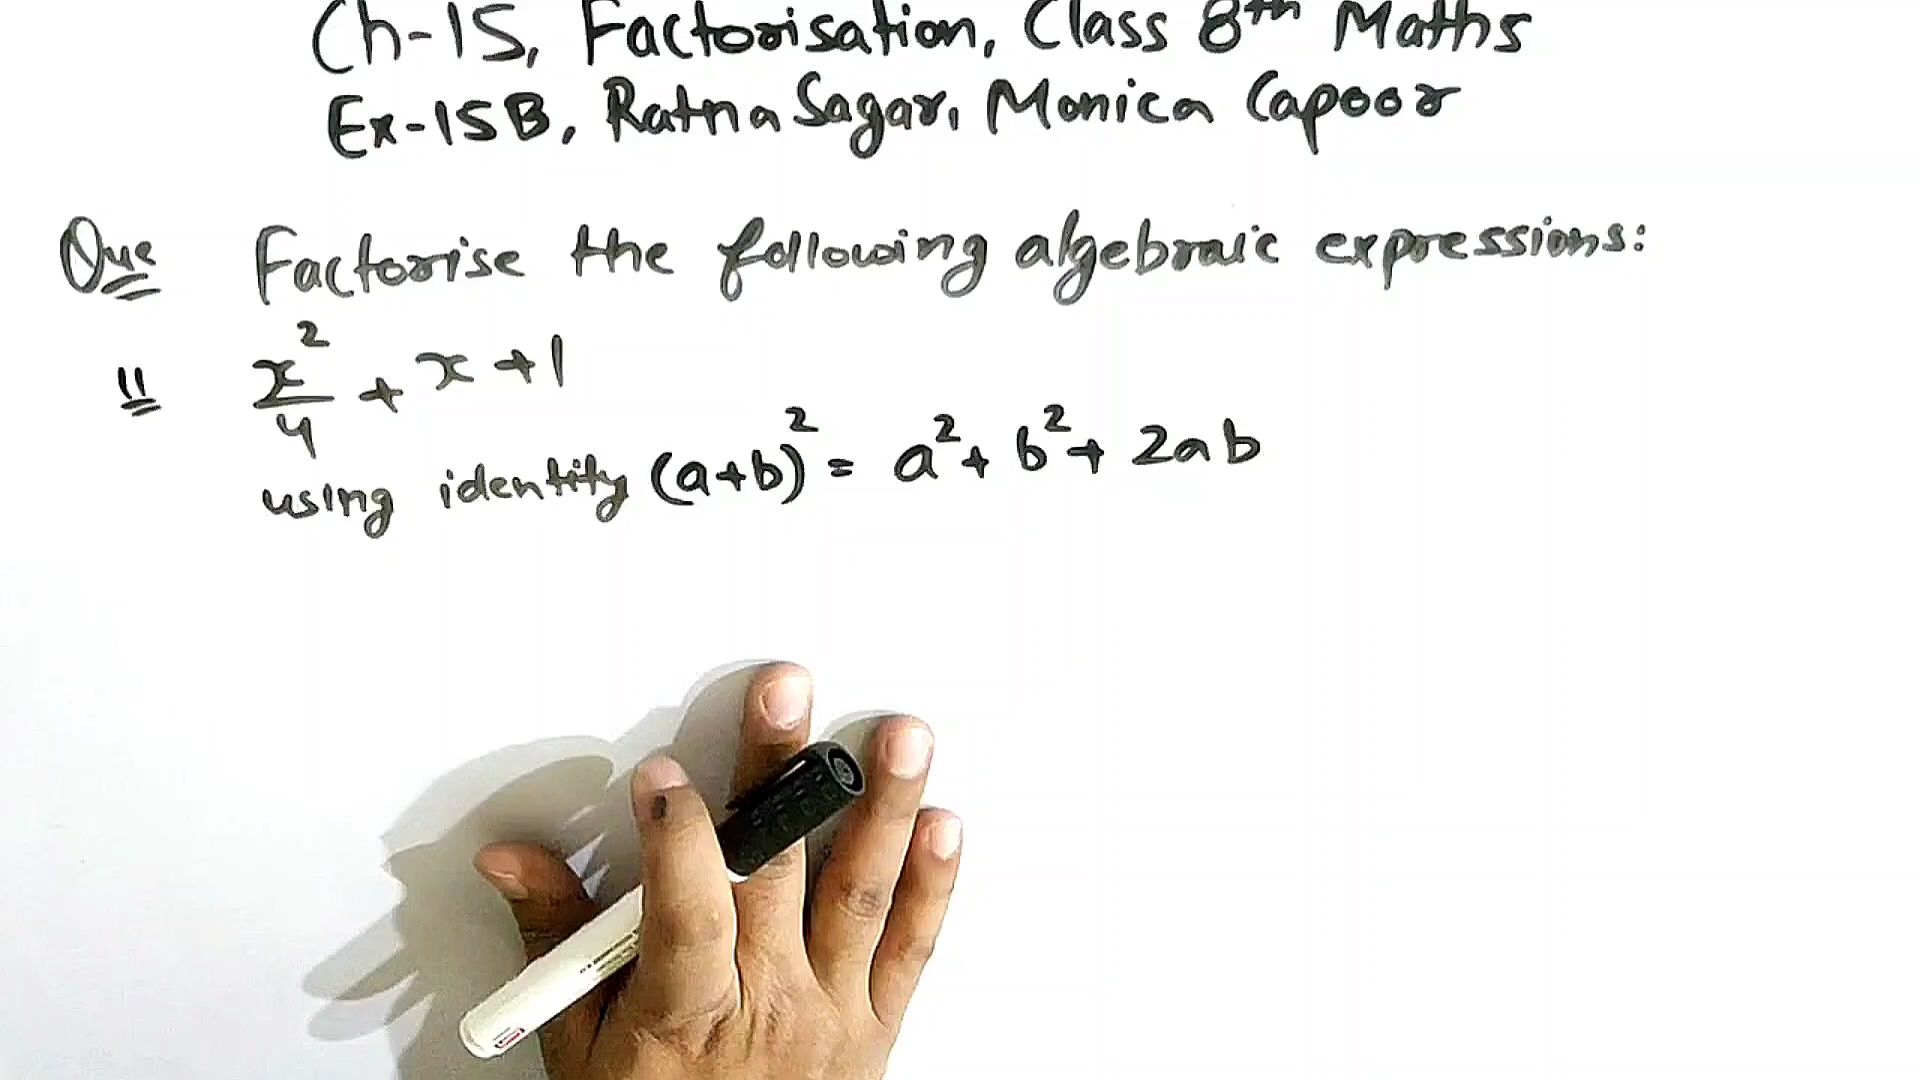 Ch-15, Factorisation, Class 8th Maths
Ex-15B, Ratna Sagar, Monica Capoor
Que Factorise the following algebraic expressions:
11 x²/4 + x + 1
using identity (a+b)² = a² + b² + 2ab